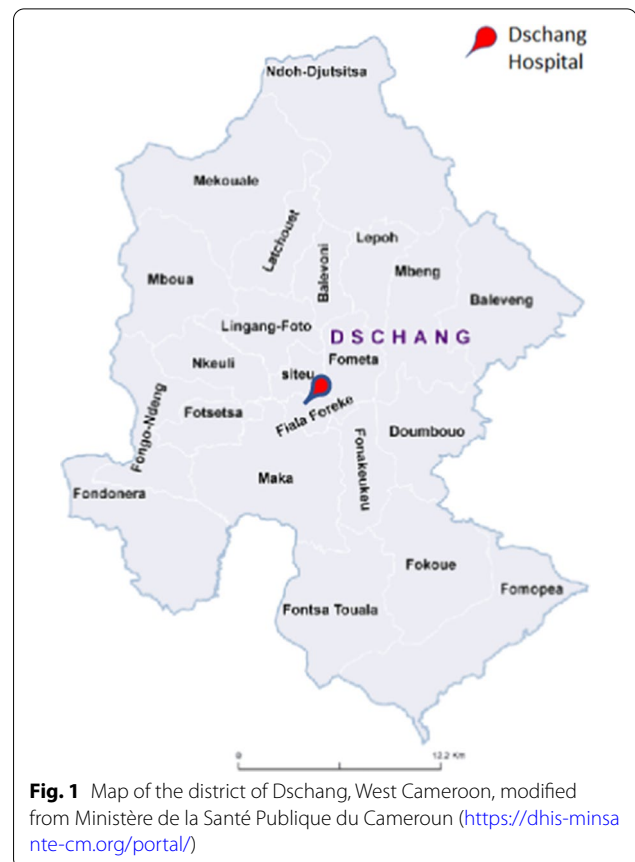 Dschang
Hospital
Ndoh-Djutsitsa
Mekouale
Latchouet
Lepoh
Balevoni
Mbeng
Mboua
Baleveng
Lingang-Foto
DSCHANG
Nkeuli
Fometa
siteu
Fongo-Ndeng
Fotsetsa
Fiala Foreke
Doumbouo
Fonakeukeu
Maka
Fondonera
Fokoue
Fomopea
Fontsa Touala
0 12,2 Km
Fig. 1 Map of the district of Dschang, West Cameroon, modified
from Ministère de la Santé Publique du Cameroun (https://dhis-minsa
nte-cm.org/portal/)